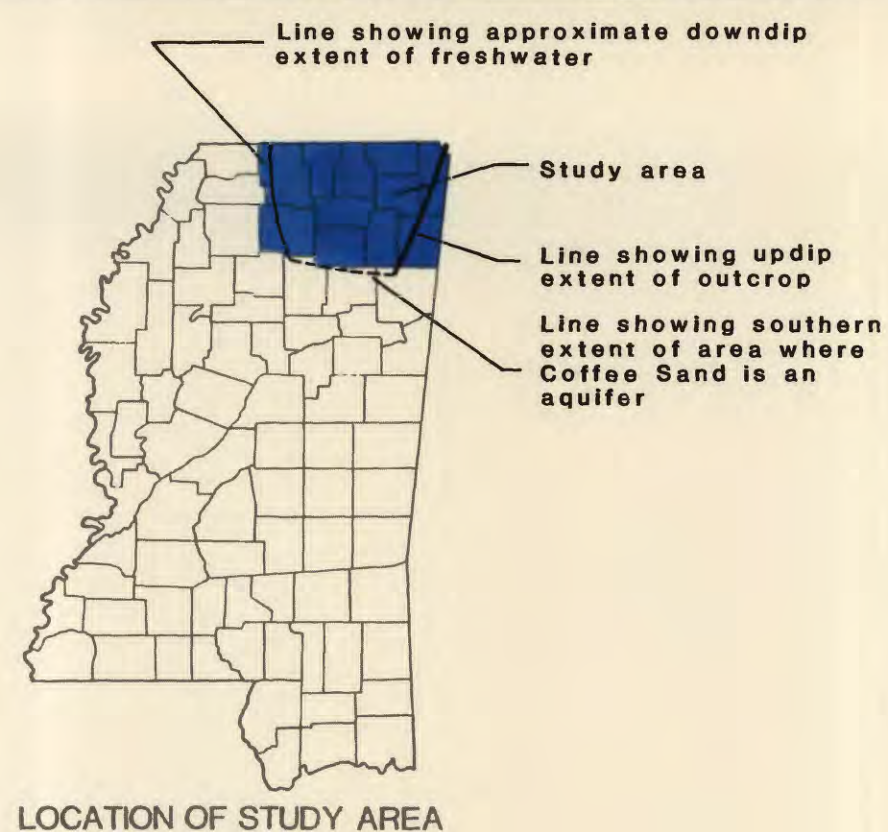 Line showing approximate downdip
extent of freshwater
Study area
Line showing updip
extent of outcrop
Line showing southern
extent of area where
Coffee Sand is an
aquifer
LOCATION OF STUDY AREA